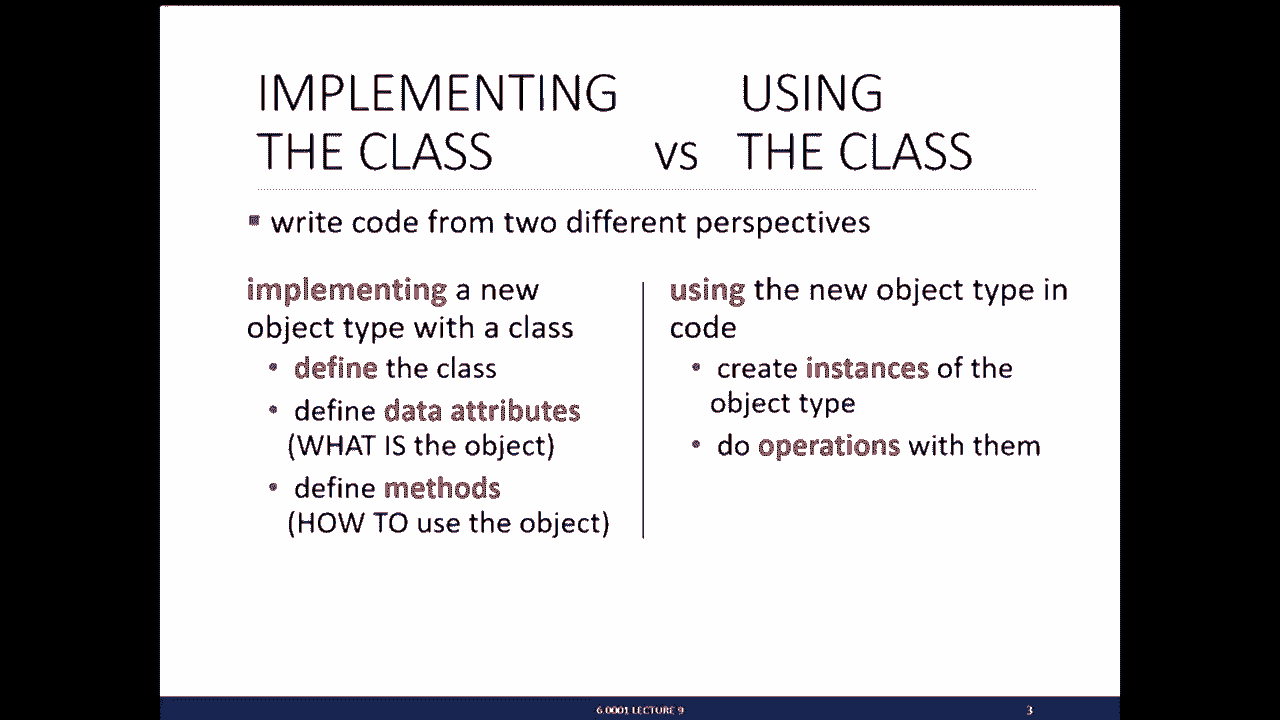 IMPLEMENTING USING
THE CLASS vs THE CLASS
▪ write code from two different perspectives
implementing a new
object type with a class
• define the class
• define data attributes
(WHAT IS the object)
• define methods
(HOW TO use the object)
using the new object type in
code
• create instances of the
object type
• do operations with them
6.0001 LECTURE 9
3